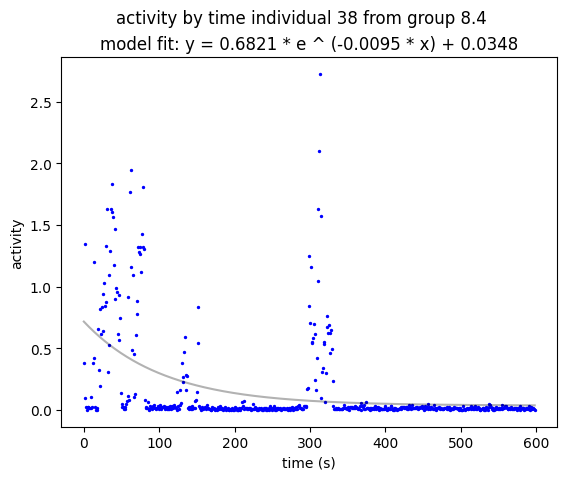 activity by time individual 38 from group 8.4
model fit: y = 0.6821 * e ^ (-0.0095 * x) + 0.0348
activity
2.5
2.0
1.5
1.0
0.5
0.0
0 100 200 300 400 500 600
time (s)